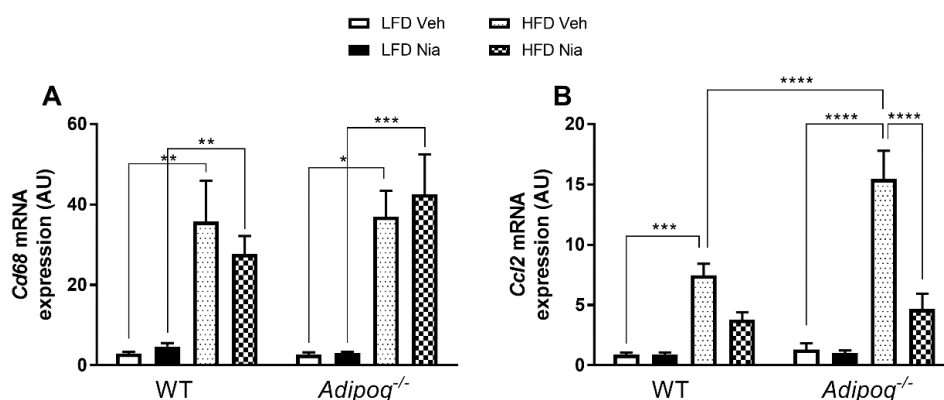 LFD Veh HFD Veh
LFD Nia HFD Nia
A
Cd68 mRNA
expression (AU)
60
40
20
0
**
**
*
***
WT Adipoq-/-
B
Ccl2 mRNA
expression (AU)
20
15
10
5
0
***
****
****
****
WT Adipoq-/-